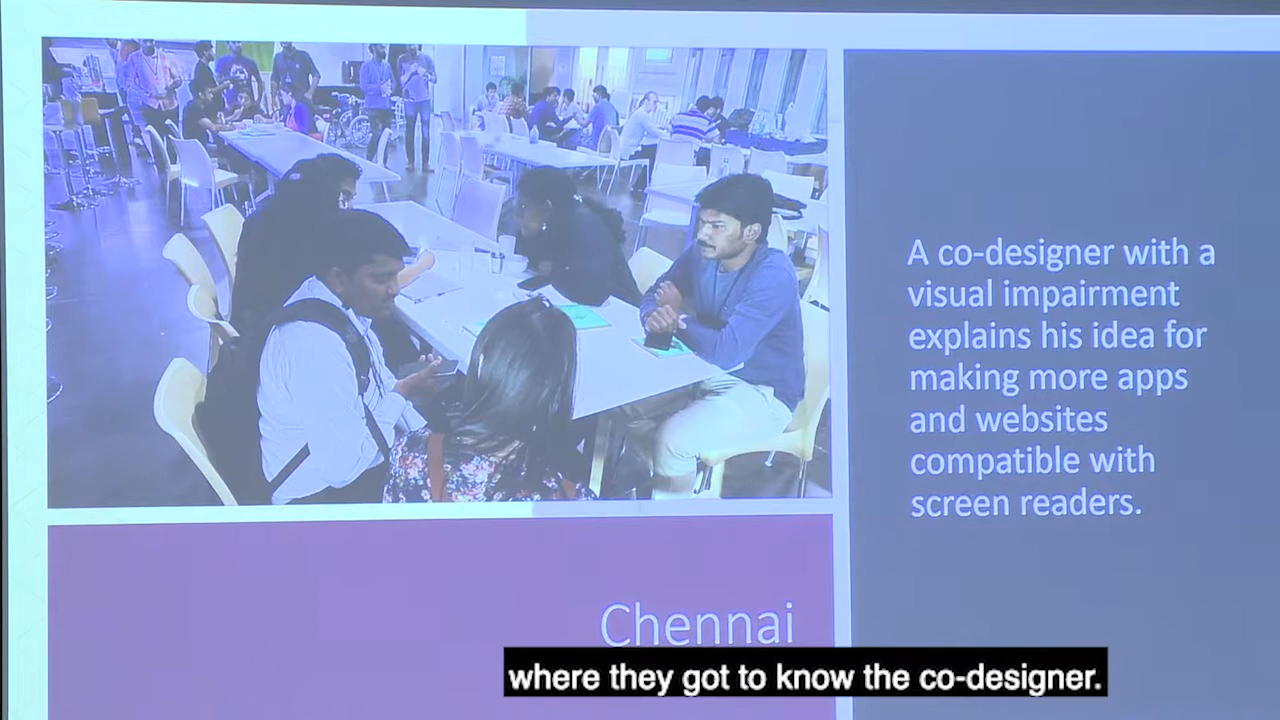 A co-designer with a
visual impairment
explains his idea for
making more apps
and websites
compatible with
screen readers.
Chennai
where they got to know the co-designer.